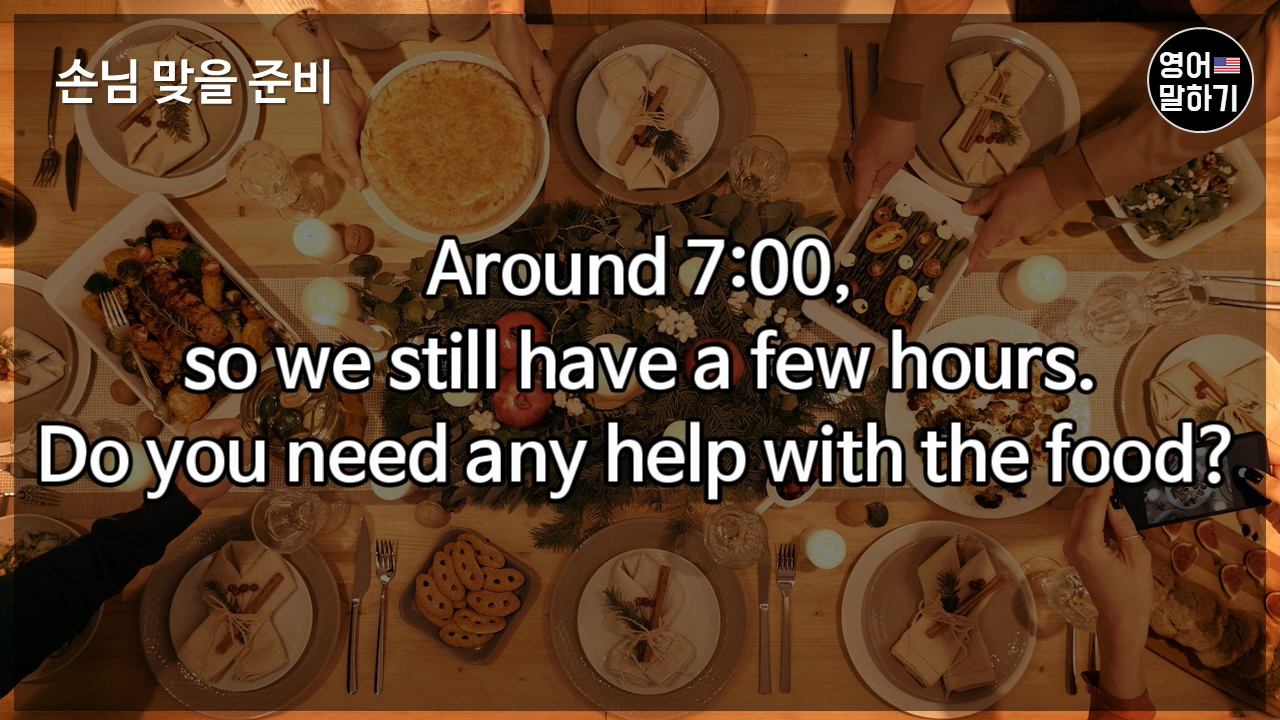 손님 맞을 준비
영어
말하기
Around 7:00,
so we still have a few hours.
Do you need any help with the food?